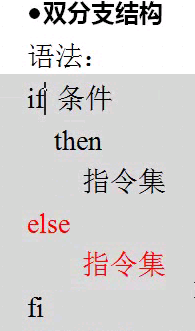 ●双分支结构
语法：
if 条件
then
指令集
else
指令集
fi